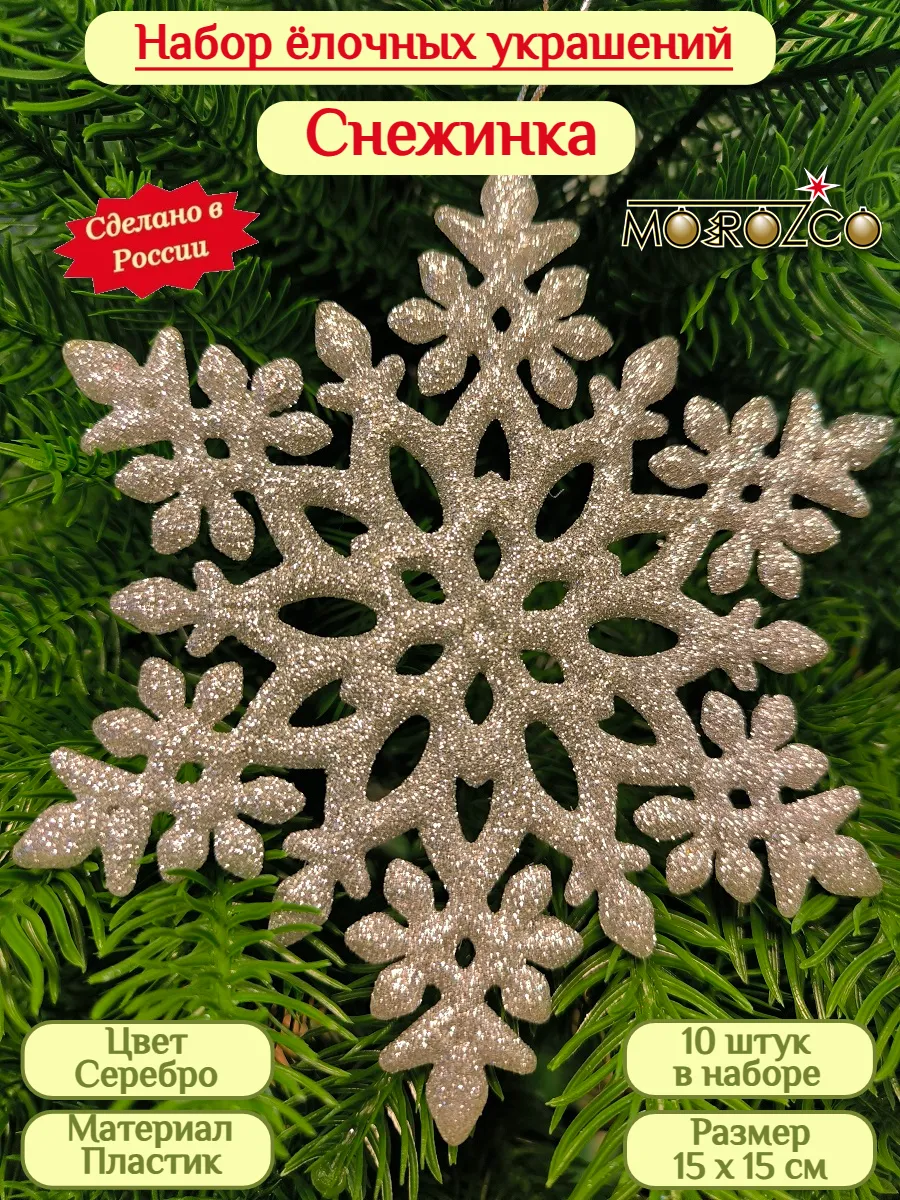 Набор ёлочных украшений
Снежинка
Сделано в
России
MOROZCO
Цвет
Серебро
10 штук
в наборе
Материал
Пластик
Размер
15 х 15 см